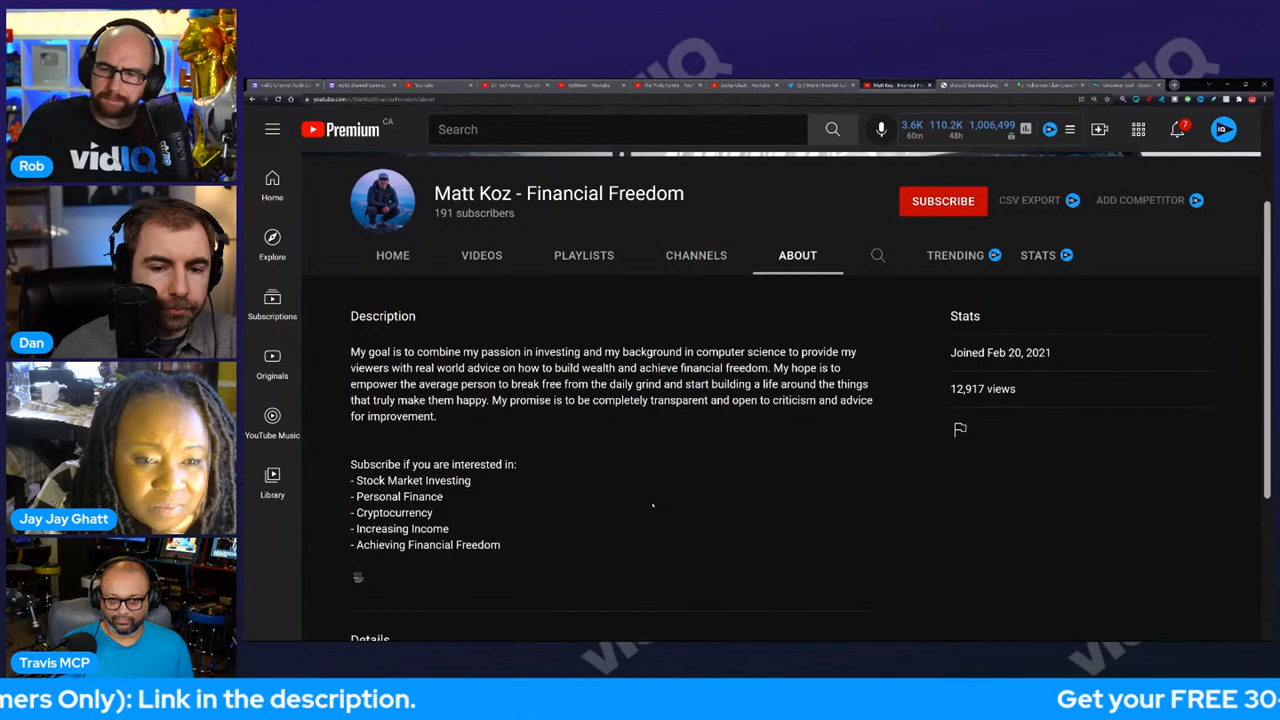 vidIQ
Rob
Dan
Jay Jay Ghatt
Travis MCP
YouTube
YouTube
Premium
CA
Search
3.6K
60m
110.2K
48h
1,006,499
7
IQ
Home
Explore
Subscriptions
Originals
YouTube Music
Library
Matt Koz - Financial Freedom
191 subscribers
SUBSCRIBE
CSV EXPORT
ADD COMPETITOR
HOME
VIDEOS
PLAYLISTS
CHANNELS
ABOUT
TRENDING
STATS
Description
My goal is to combine my passion in investing and my background in computer science to provide my
viewers with real world advice on how to build wealth and achieve financial freedom. My hope is to
empower the average person to break free from the daily grind and start building a life around the things
that truly make them happy. My promise is to be completely transparent and open to criticism and advice
for improvement.
Subscribe if you are interested in:
- Stock Market Investing
- Personal Finance
- Cryptocurrency
- Increasing Income
- Achieving Financial Freedom
Details
Stats
Joined Feb 20, 2021
12,917 views
mers Only): Link in the description.
Get your FREE 30-